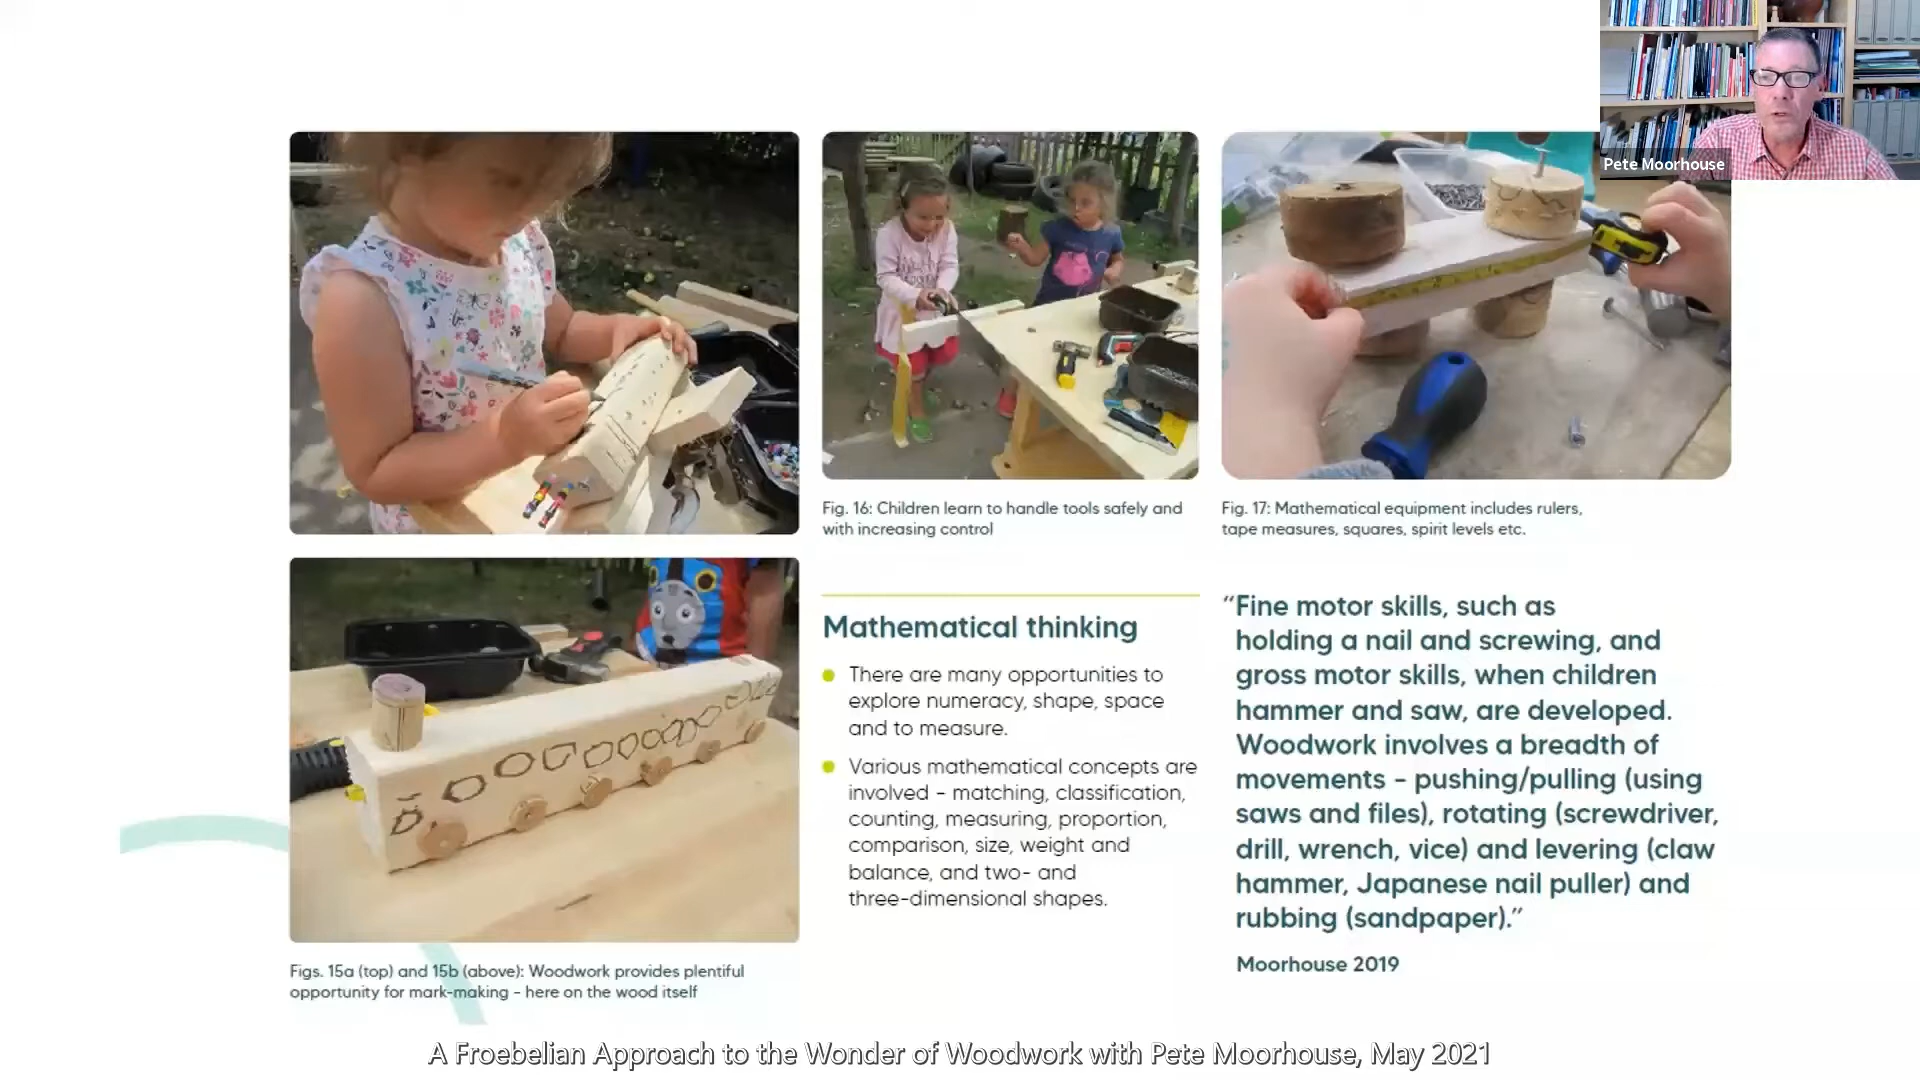 Pete Moorhouse
Fig. 16: Children learn to handle tools safely and
with increasing control
Fig. 17: Mathematical equipment includes rulers,
tape measures, squares, spirit levels etc.
Figs. 15a (top) and 15b (above): Woodwork provides plentiful
opportunity for mark-making – here on the wood itself
Mathematical thinking
There are many opportunities to
explore numeracy, shape, space
and to measure.
Various mathematical concepts are
involved – matching, classification,
counting, measuring, proportion,
comparison, size, weight and
balance, and two- and
three-dimensional shapes.
“Fine motor skills, such as
holding a nail and screwing, and
gross motor skills, when children
hammer and saw, are developed.
Woodwork involves a breadth of
movements – pushing/pulling (using
saws and files), rotating (screwdriver,
drill, wrench, vice) and levering (claw
hammer, Japanese nail puller) and
rubbing (sandpaper).”
Moorhouse 2019
A Froebelian Approach to the Wonder of Woodwork with Pete Moorhouse, May 2021